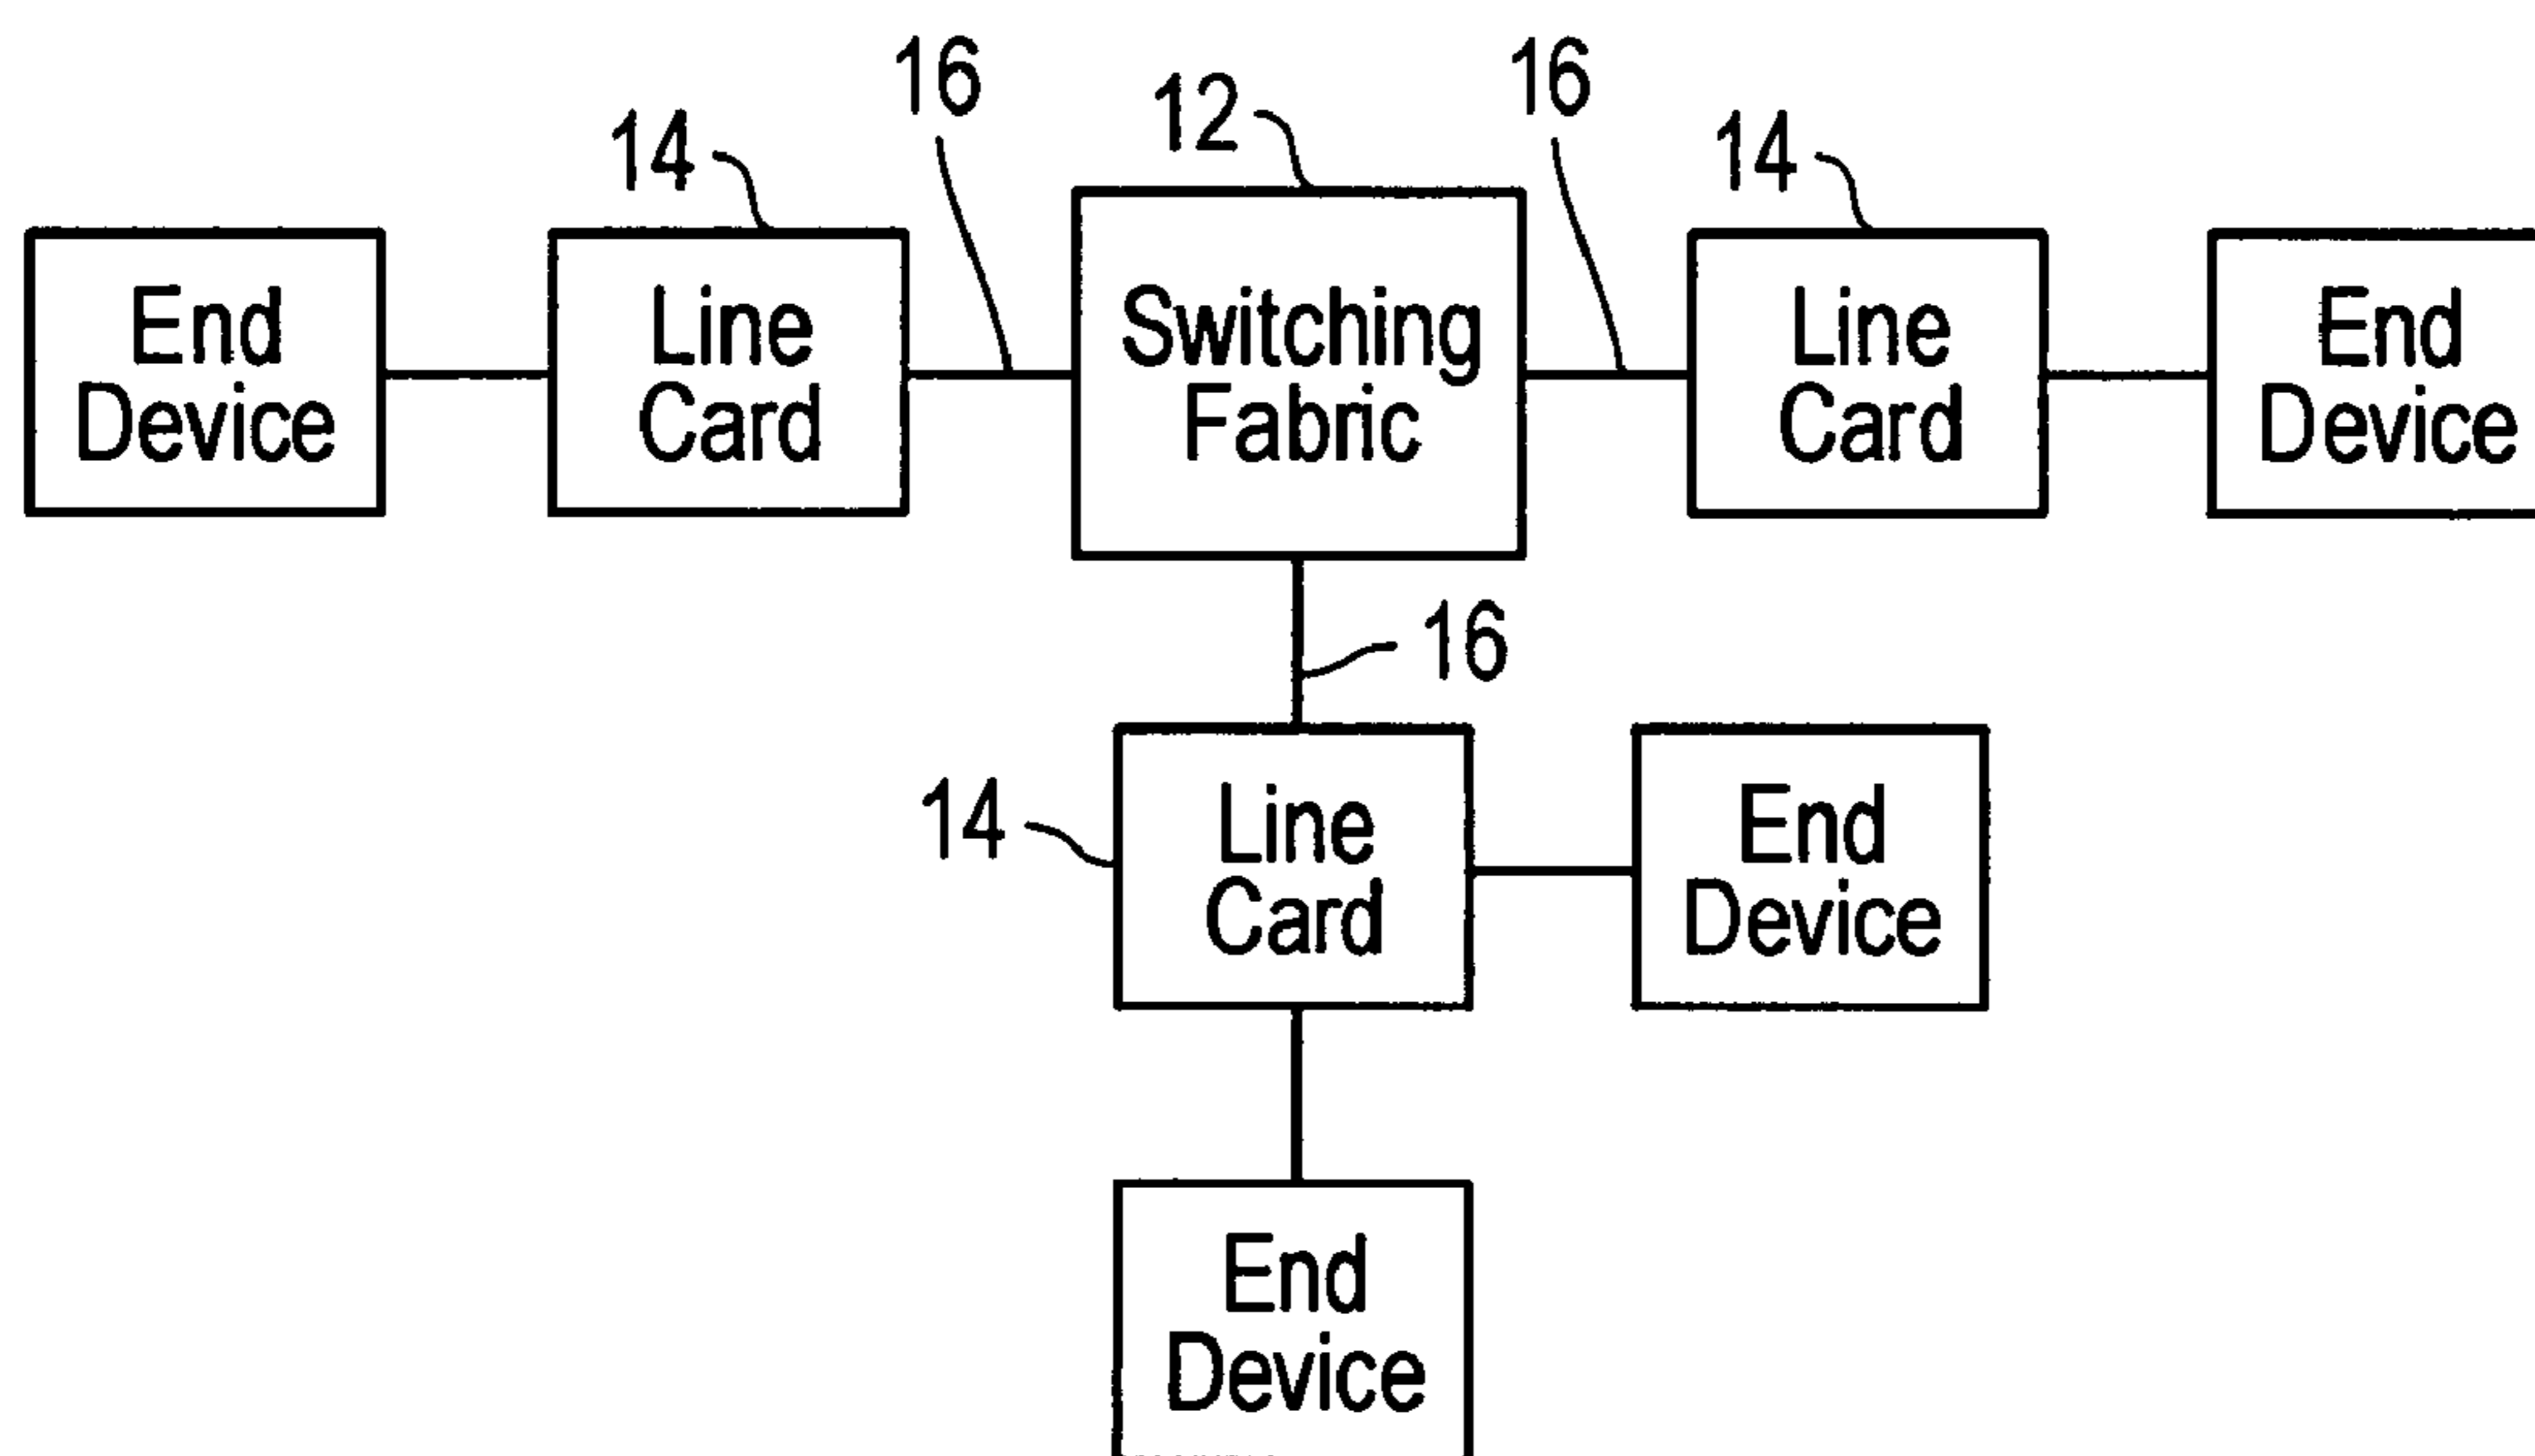 16
16
12
14
14
End
Device
Line
Card
Switching
Fabric
Line
Card
End
Device
16
14
Line
Card
End
Device
End
Device